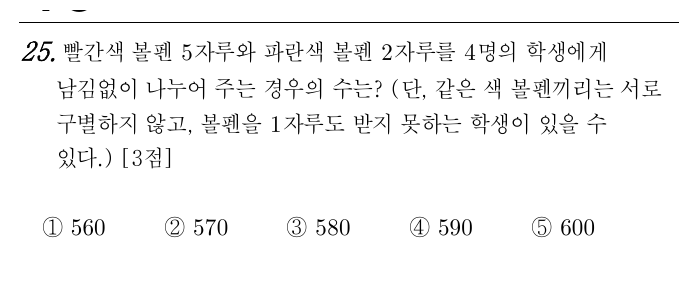 25. 빨간색 볼펜 5자루와 파란색 볼펜 2자루를 4명의 학생에게
남김없이 나누어 주는 경우의 수는? (단, 같은 색 볼펜끼리는 서로
구별하지 않고, 볼펜을 1자루도 받지 못하는 학생이 있을 수
있다.) [3점]
① 560 ② 570 ③ 580 ④ 590 ⑤ 600